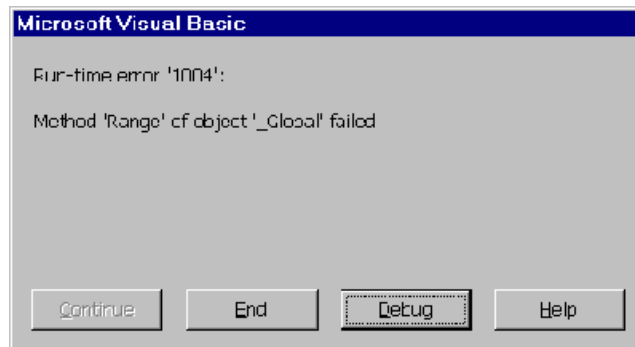 Microsoft Visual Basic
Run-time error '1004':
Method 'Range' of object '_Global' failed
Continue
End
Debug
Help